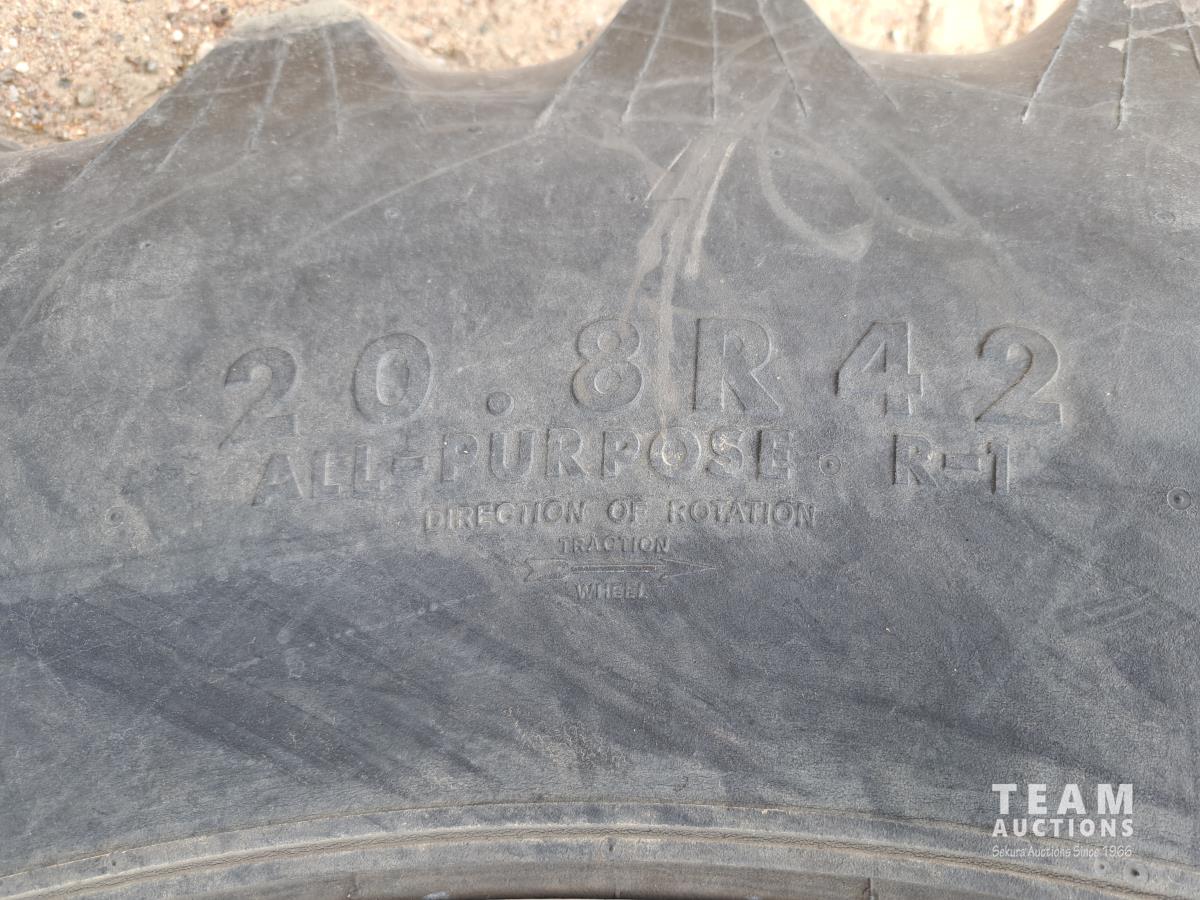 20.8R42
ALL-PURPOSE · R-1
DIRECTION OF ROTATION
TRACTION
WHEEL
TEAM
AUCTIONS
Sekura Auctions Since 1966